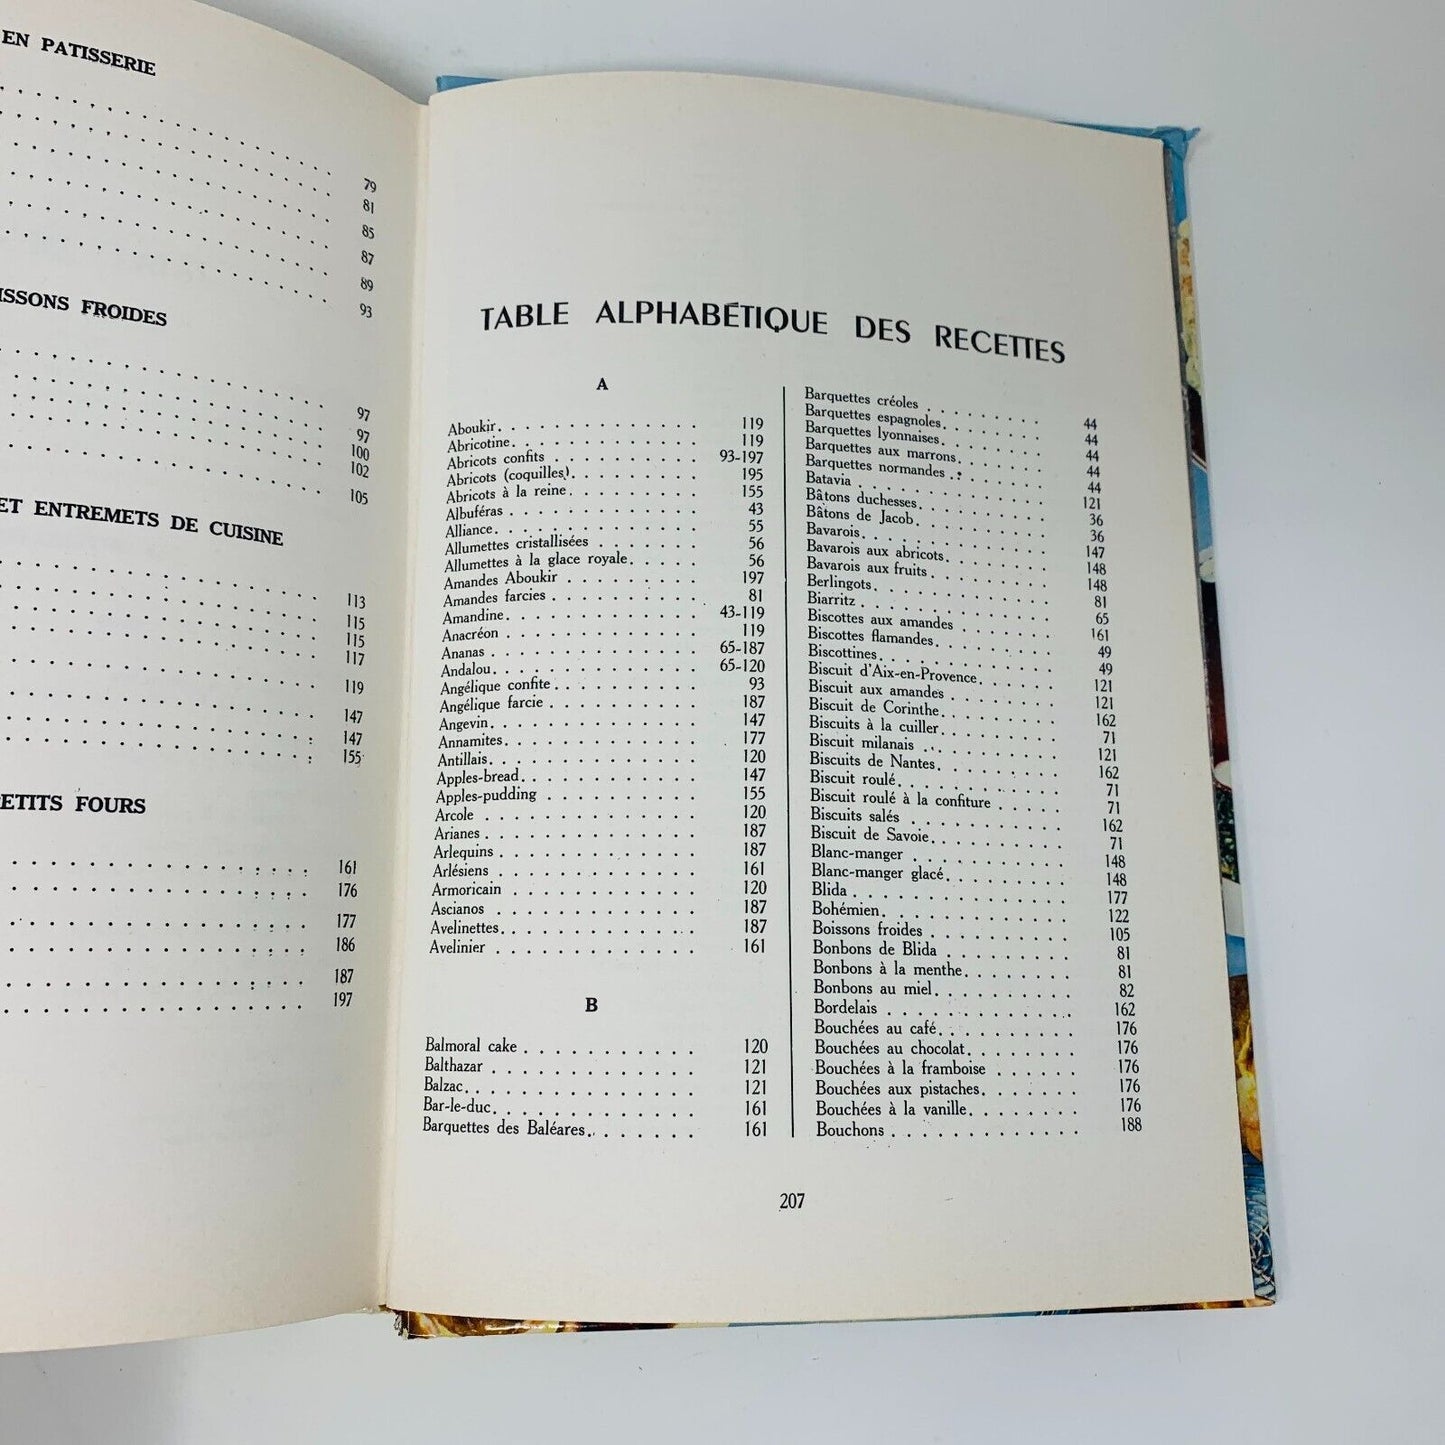 EN PATISSERIE
79
81
85
87
89
93
ISSONS FROIDES
97
97
100
102
105
ET ENTREMETS DE CUISINE
113
115
115
117
119
147
147
155
PETITS FOURS
161
176
177
186
187
197
TABLE ALPHABÉTIQUE DES RECETTES
A
Aboukir. . . . . . . . . . . . . . 119
Abricotine. . . . . . . . . . . . . 119
Abricots confits . . . . . . . . . . 93-197
Abricots (coquilles). . . . . . . . . 195
Abricots à la reine. . . . . . . . . 155
Albuféras . . . . . . . . . . . . . 43
Alliance. . . . . . . . . . . . . . 55
Allumettes cristallisées . . . . . . . 56
Allumettes à la glace royale. . . . . 56
Amandes Aboukir . . . . . . . . . 197
Amandes farcies . . . . . . . . . . 81
Amandine. . . . . . . . . . . . . 43-119
Anacréon . . . . . . . . . . . . . 119
Ananas . . . . . . . . . . . . . . 65-187
Andalou. . . . . . . . . . . . . . 65-120
Angélique confite. . . . . . . . . . 93
Angélique farcie . . . . . . . . . . 187
Angevin. . . . . . . . . . . . . . 147
Annamites. . . . . . . . . . . . . 177
Antillais. . . . . . . . . . . . . . 120
Apples-bread. . . . . . . . . . . . 147
Apples-pudding . . . . . . . . . . 155
Arcole . . . . . . . . . . . . . . 120
Arianes . . . . . . . . . . . . . . 187
Arlequins . . . . . . . . . . . . . 187
Arlésiens . . . . . . . . . . . . . 161
Armoricain . . . . . . . . . . . . 120
Ascianos . . . . . . . . . . . . . 187
Avelinettes. . . . . . . . . . . . . 187
Avelinier . . . . . . . . . . . . . 161
B
Balmoral cake . . . . . . . . . . . 120
Balthazar . . . . . . . . . . . . . 121
Balzac. . . . . . . . . . . . . . . 121
Bar-le-duc. . . . . . . . . . . . . 161
Barquettes des Baléares. . . . . . . 161
Barquettes créoles . . . . . . . . . 44
Barquettes espagnoles. . . . . . . . 44
Barquettes lyonnaises. . . . . . . . 44
Barquettes aux marrons. . . . . . . 44
Barquettes normandes . . . . . . . 44
Batavia . . . . . . . . . . . . . . 121
Bâtons duchesses. . . . . . . . . . 36
Bâtons de Jacob. . . . . . . . . . 36
Bavarois. . . . . . . . . . . . . . 147
Bavarois aux abricots. . . . . . . . 148
Bavarois aux fruits . . . . . . . . . 148
Berlingots. . . . . . . . . . . . . 81
Biarritz . . . . . . . . . . . . . . 65
Biscottes aux amandes . . . . . . . 161
Biscottes flamandes. . . . . . . . . 49
Biscottines. . . . . . . . . . . . . 49
Biscuit d'Aix-en-Provence. . . . . . 121
Biscuit aux amandes . . . . . . . . 121
Biscuit de Corinthe. . . . . . . . . 162
Biscuits à la cuiller. . . . . . . . . 71
Biscuit milanais . . . . . . . . . . 121
Biscuits de Nantes. . . . . . . . . 162
Biscuit roulé. . . . . . . . . . . . 71
Biscuit roulé à la confiture . . . . . 71
Biscuits salés . . . . . . . . . . . 162
Biscuit de Savoie. . . . . . . . . . 71
Blanc-manger . . . . . . . . . . . 148
Blanc-manger glacé. . . . . . . . . 148
Blida . . . . . . . . . . . . . . . 177
Bohémien. . . . . . . . . . . . . 122
Boissons froides . . . . . . . . . . 105
Bonbons de Blida . . . . . . . . . 81
Bonbons à la menthe. . . . . . . . 81
Bonbons au miel. . . . . . . . . . 82
Bordelais . . . . . . . . . . . . . 162
Bouchées au café. . . . . . . . . . 176
Bouchées au chocolat. . . . . . . . 176
Bouchées à la framboise . . . . . . 176
Bouchées aux pistaches. . . . . . . 176
Bouchées à la vanille. . . . . . . . 176
Bouchons . . . . . . . . . . . . . 188
207